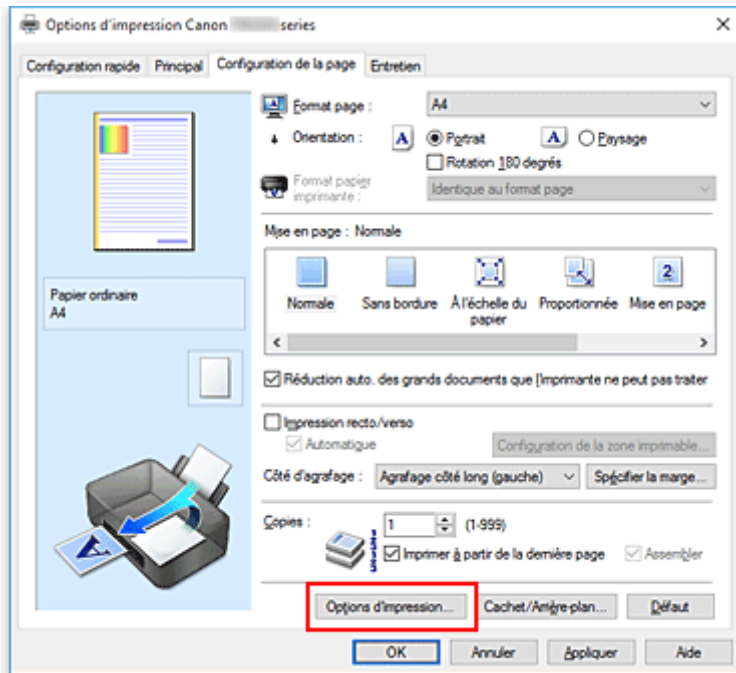 Options d'impression Canon series
Configuration rapide Principal Configuration de la page Entretien
Format page : A4
Orientation : A Portrait A Paysage
Rotation 180 degrés
Format papier imprimante : Identique au format page
Mise en page : Normale
2
Normale Sans bordure À l'échelle du papier Proportionnée Mise en page
Papier ordinaire
A4
Réduction auto. des grands documents que l'imprimante ne peut pas traiter
Impression recto/verso
Automatique Configuration de la zone imprimable...
Côté d'agrafage : Agrafage côté long (gauche) Spécifier la marge...
Copies : 1 (1-999)
Imprimer à partir de la dernière page Assembler
A
Options d'impression... Cachet/Arrière-plan... Défaut
OK Annuler Appliquer Aide